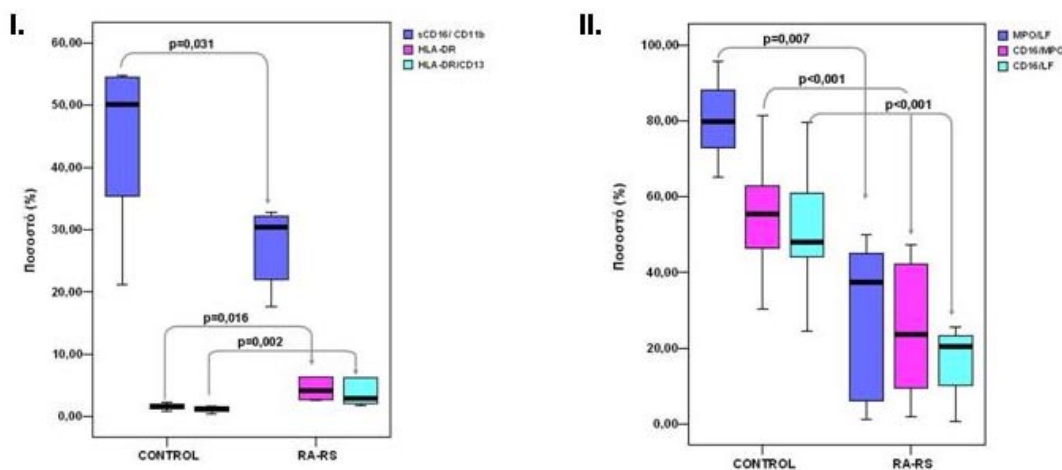 I.
sCD16/ CD11b
HLA-DR
HLA-DR/CD13
Ποσοστό (%)
60,00
50,00
40,00
30,00
20,00
10,00
0,00
p=0,031
p=0,016
p=0,002
CONTROL RA-RS
II.
MPO/LF
CD16/MPO
CD16/LF
Ποσοστό (%)
100,00
80,00
60,00
40,00
20,00
0,00
p=0,007
p<0,001
p<0,001
CONTROL RA-RS